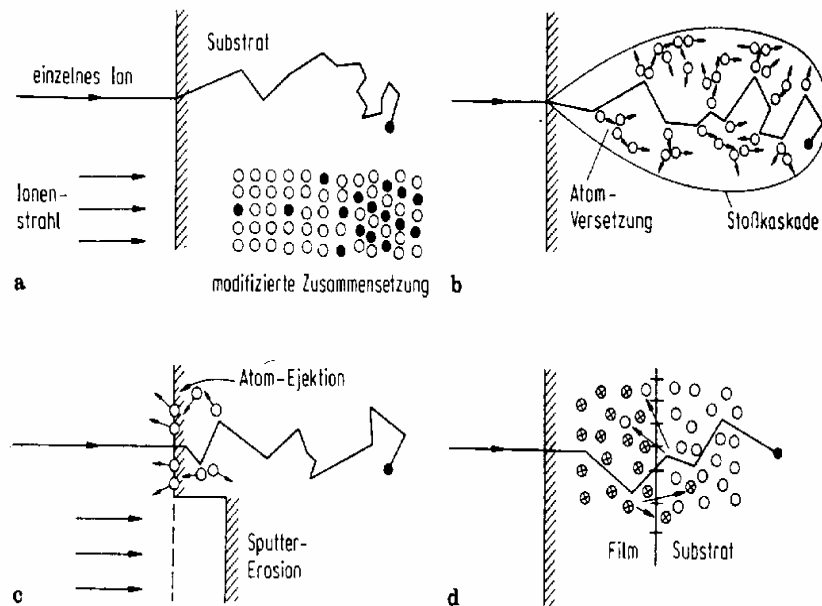 Substrat
einzelnes Ion
Ionen-
strahl
modifizierte Zusammensetzung
a
Atom-
Versetzung
Stoßkaskade
b
Atom-Ejektion
Sputter-
Erosion
c
Film
Substrat
d